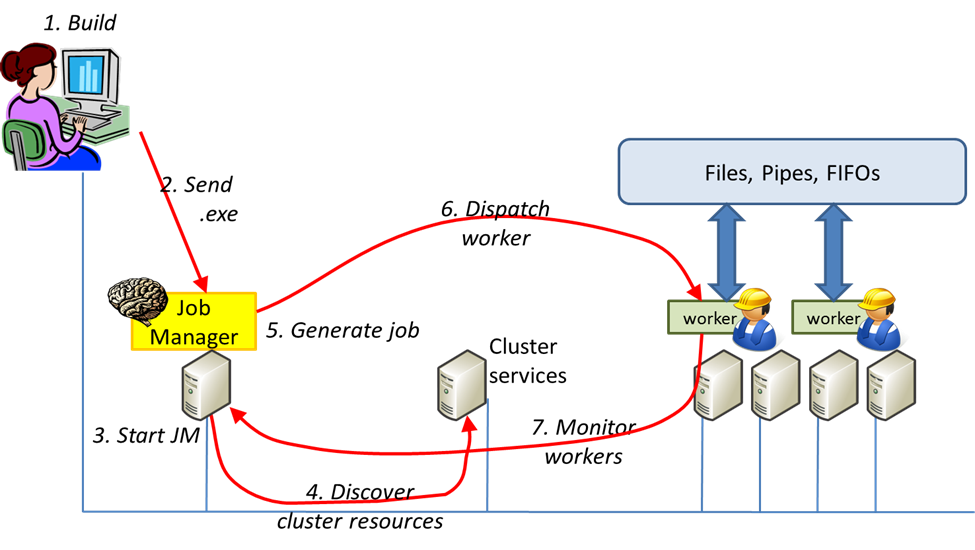 1. Build
2. Send
.exe
Files, Pipes, FIFOs
6. Dispatch
worker
Job
Manager
5. Generate job
worker
worker
Cluster
services
3. Start JM
7. Monitor
workers
4. Discover
cluster resources